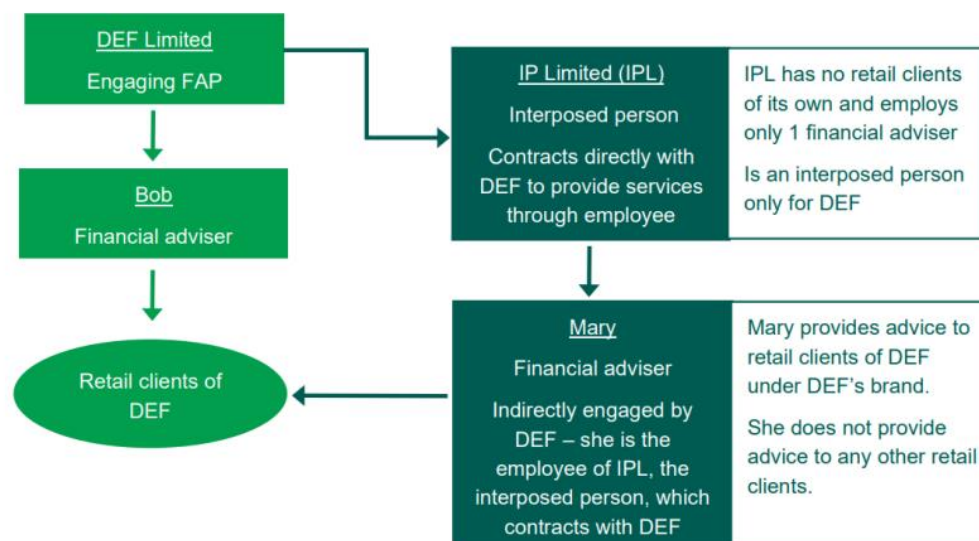 DEF Limited
Engaging FAP
Bob
Financial adviser
Retail clients of
DEF
IP Limited (IPL)
Interposed person
Contracts directly with
DEF to provide services
through employee
IPL has no retail clients
of its own and employs
only 1 financial adviser
Is an interposed person
only for DEF
Mary
Financial adviser
Indirectly engaged by
DEF – she is the
employee of IPL, the
interposed person, which
contracts with DEF
Mary provides advice to
retail clients of DEF
under DEF's brand.
She does not provide
advice to any other retail
clients.